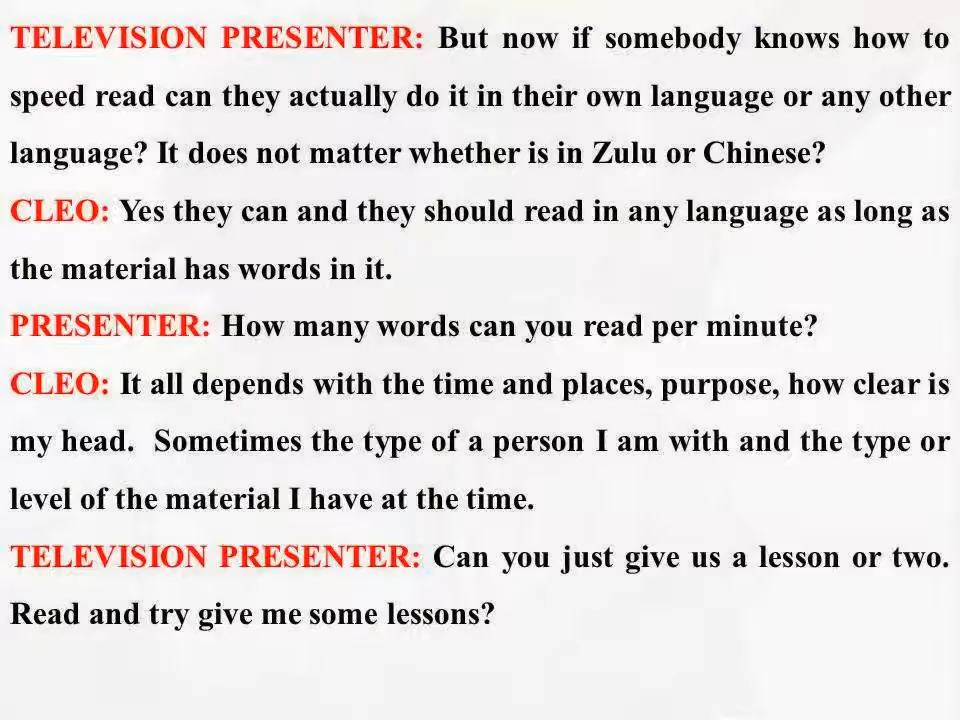 TELEVISION PRESENTER: But now if somebody knows how to
speed read can they actually do it in their own language or any other
language? It does not matter whether is in Zulu or Chinese?
CLEO: Yes they can and they should read in any language as long as
the material has words in it.
PRESENTER: How many words can you read per minute?
CLEO: It all depends with the time and places, purpose, how clear is
my head.  Sometimes the type of a person I am with and the type or
level of the material I have at the time.
TELEVISION PRESENTER: Can you just give us a lesson or two.
Read and try give me some lessons?